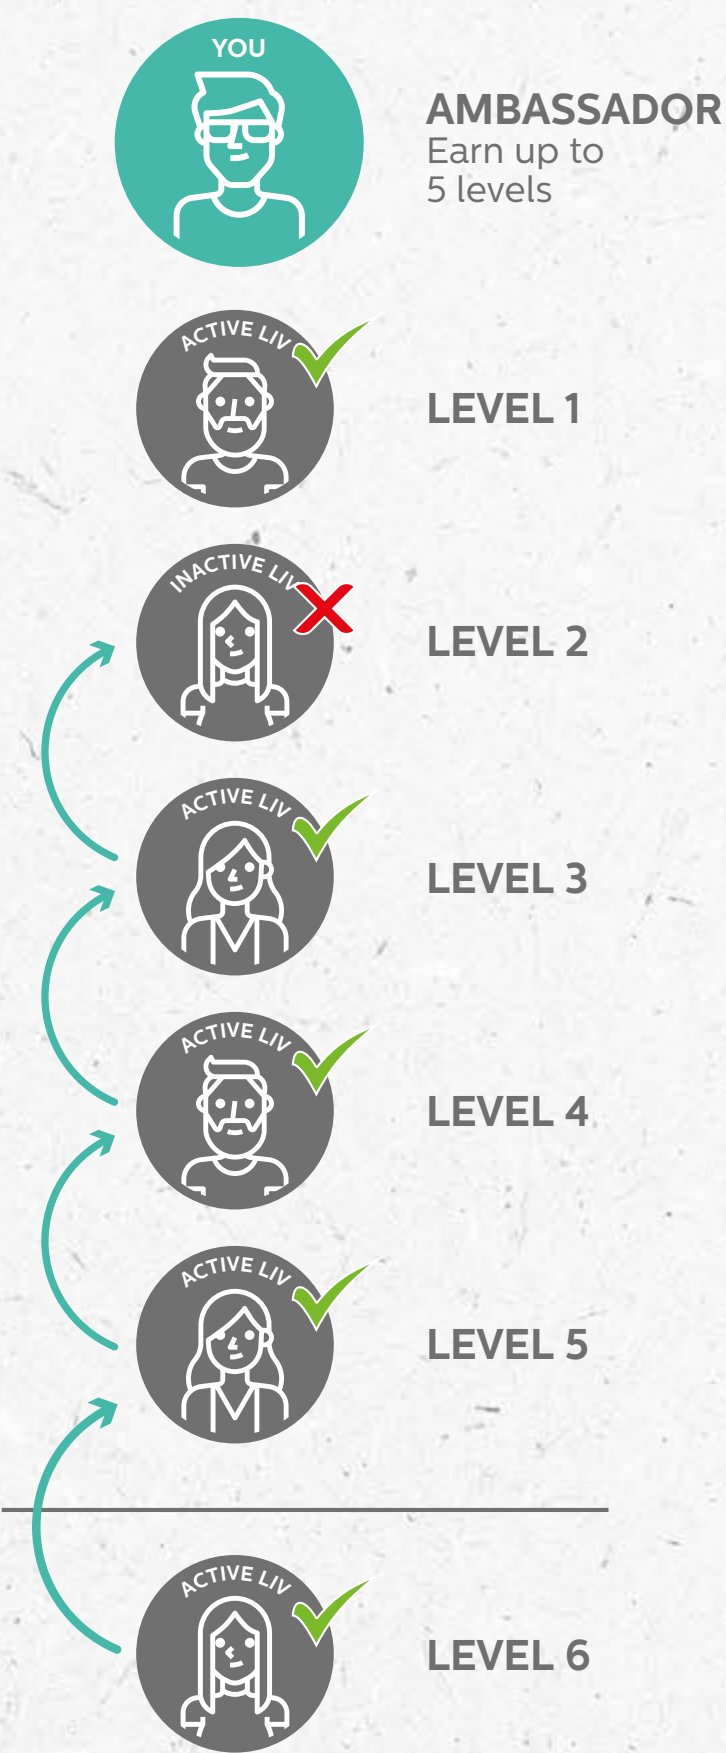 YOU
AMBASSADOR
Earn up to
5 levels
ACTIVE LIV
LEVEL 1
INACTIVE LIV
LEVEL 2
ACTIVE LIV
LEVEL 3
ACTIVE LIV
LEVEL 4
ACTIVE LIV
LEVEL 5
ACTIVE LIV
LEVEL 6